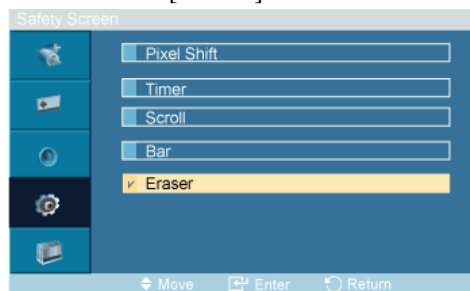 Safety Screen
Pixel Shift
Timer
Scroll
Bar
Eraser
Move Enter Return